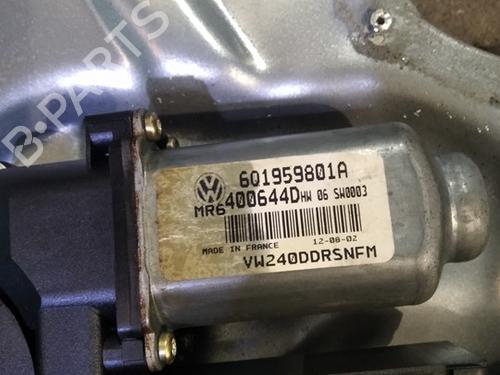 6Q1959801A
MR6400644D HW 06 SW0003
MADE IN FRANCE 12-08-02
VW240DDRSNFM
B-PARTS